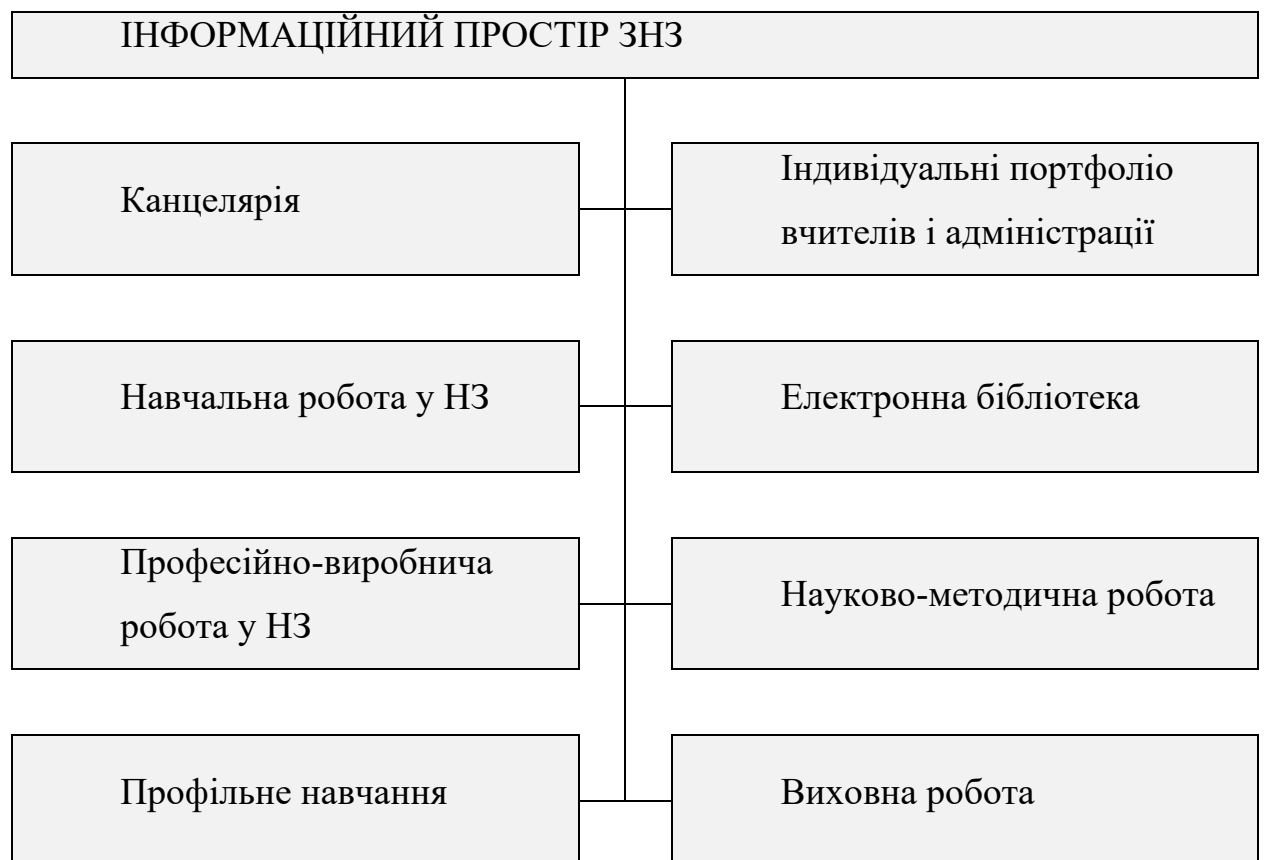 ІНФОРМАЦІЙНИЙ ПРОСТІР ЗНЗ
Канцелярія
Індивідуальні портфоліо
вчителів і адміністрації
Навчальна робота у НЗ
Електронна бібліотека
Професійно-виробнича
робота у НЗ
Науково-методична робота
Профільне навчання
Виховна робота